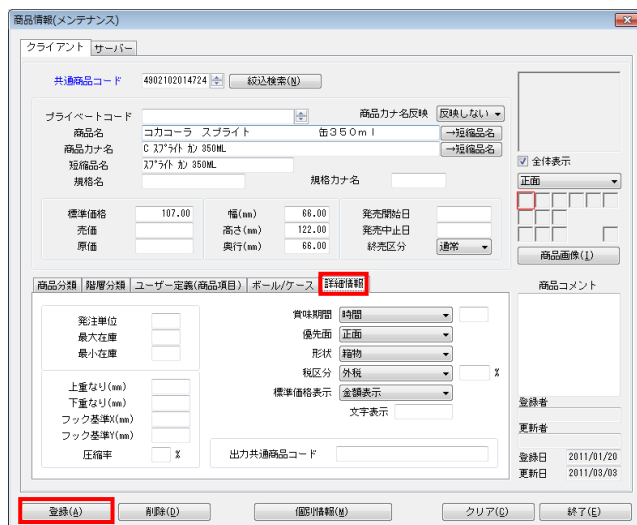 商品情報(メンテナンス)
クライアント サーバー
共通商品コード 4902102014724 絞込検索(N)
プライベートコード 商品カナ名反映 反映しない
商品名 コカコーラ スプライト 缶350ml →短縮品名
商品カナ名 C スプライト カン 350ML →短縮品名
短縮品名 スプライト カン 350ML
規格名 規格カナ名
全体表示
正面
標準価格 107.00 幅(mm) 66.00 発売開始日
売価 高さ(mm) 122.00 発売中止日
原価 奥行(mm) 66.00 終売区分 通常
商品画像(I)
商品分類 階層分類 ユーザー定義(商品項目) ボール/ケース 詳細情報
商品コメント
発注単位 賞味期間 時間
最大在庫 優先面 正面
最小在庫 形状 箱物
税区分 外税 %
上重なり(mm) 標準価格表示 金額表示
下重なり(mm) 文字表示
フック基準X(mm)
フック基準Y(mm)
圧縮率 % 出力共通商品コード
登録者
更新者
登録日 2011/01/20
更新日 2011/03/03
登録(A) 削除(D) 個別情報(M) クリア(C) 終了(E)